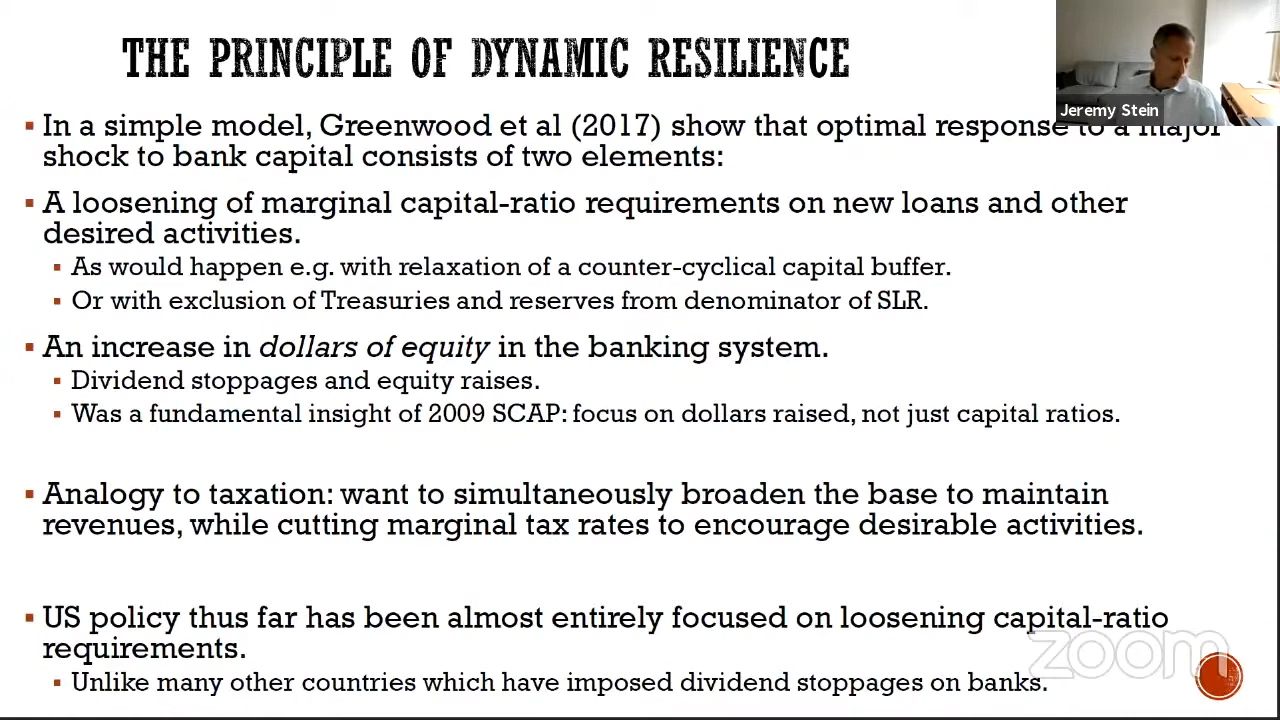 THE PRINCIPLE OF DYNAMIC RESILIENCE
Jeremy Stein
▪ In a simple model, Greenwood et al (2017) show that optimal response to a major
shock to bank capital consists of two elements:
▪ A loosening of marginal capital-ratio requirements on new loans and other
desired activities.
▪ As would happen e.g. with relaxation of a counter-cyclical capital buffer.
▪ Or with exclusion of Treasuries and reserves from denominator of SLR.
▪ An increase in dollars of equity in the banking system.
▪ Dividend stoppages and equity raises.
▪ Was a fundamental insight of 2009 SCAP: focus on dollars raised, not just capital ratios.
▪ Analogy to taxation: want to simultaneously broaden the base to maintain
revenues, while cutting marginal tax rates to encourage desirable activities.
▪ US policy thus far has been almost entirely focused on loosening capital-ratio
requirements.
▪ Unlike many other countries which have imposed dividend stoppages on banks.
zoom